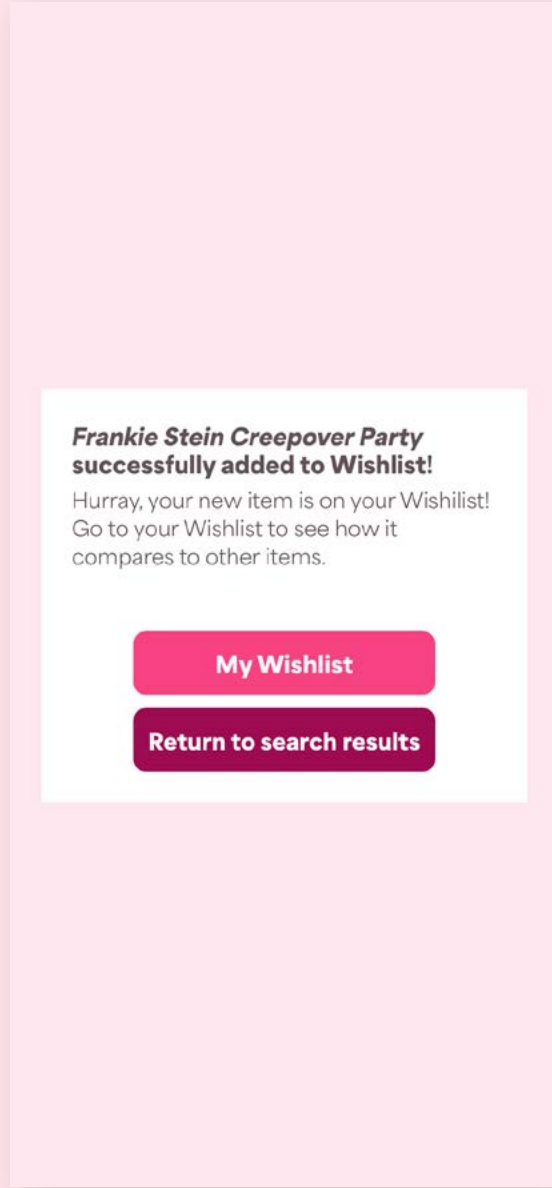 Frankie Stein Creepover Party
successfully added to Wishlist!
Hurray, your new item is on your Wishilist!
Go to your Wishlist to see how it
compares to other items.
My Wishlist
Return to search results